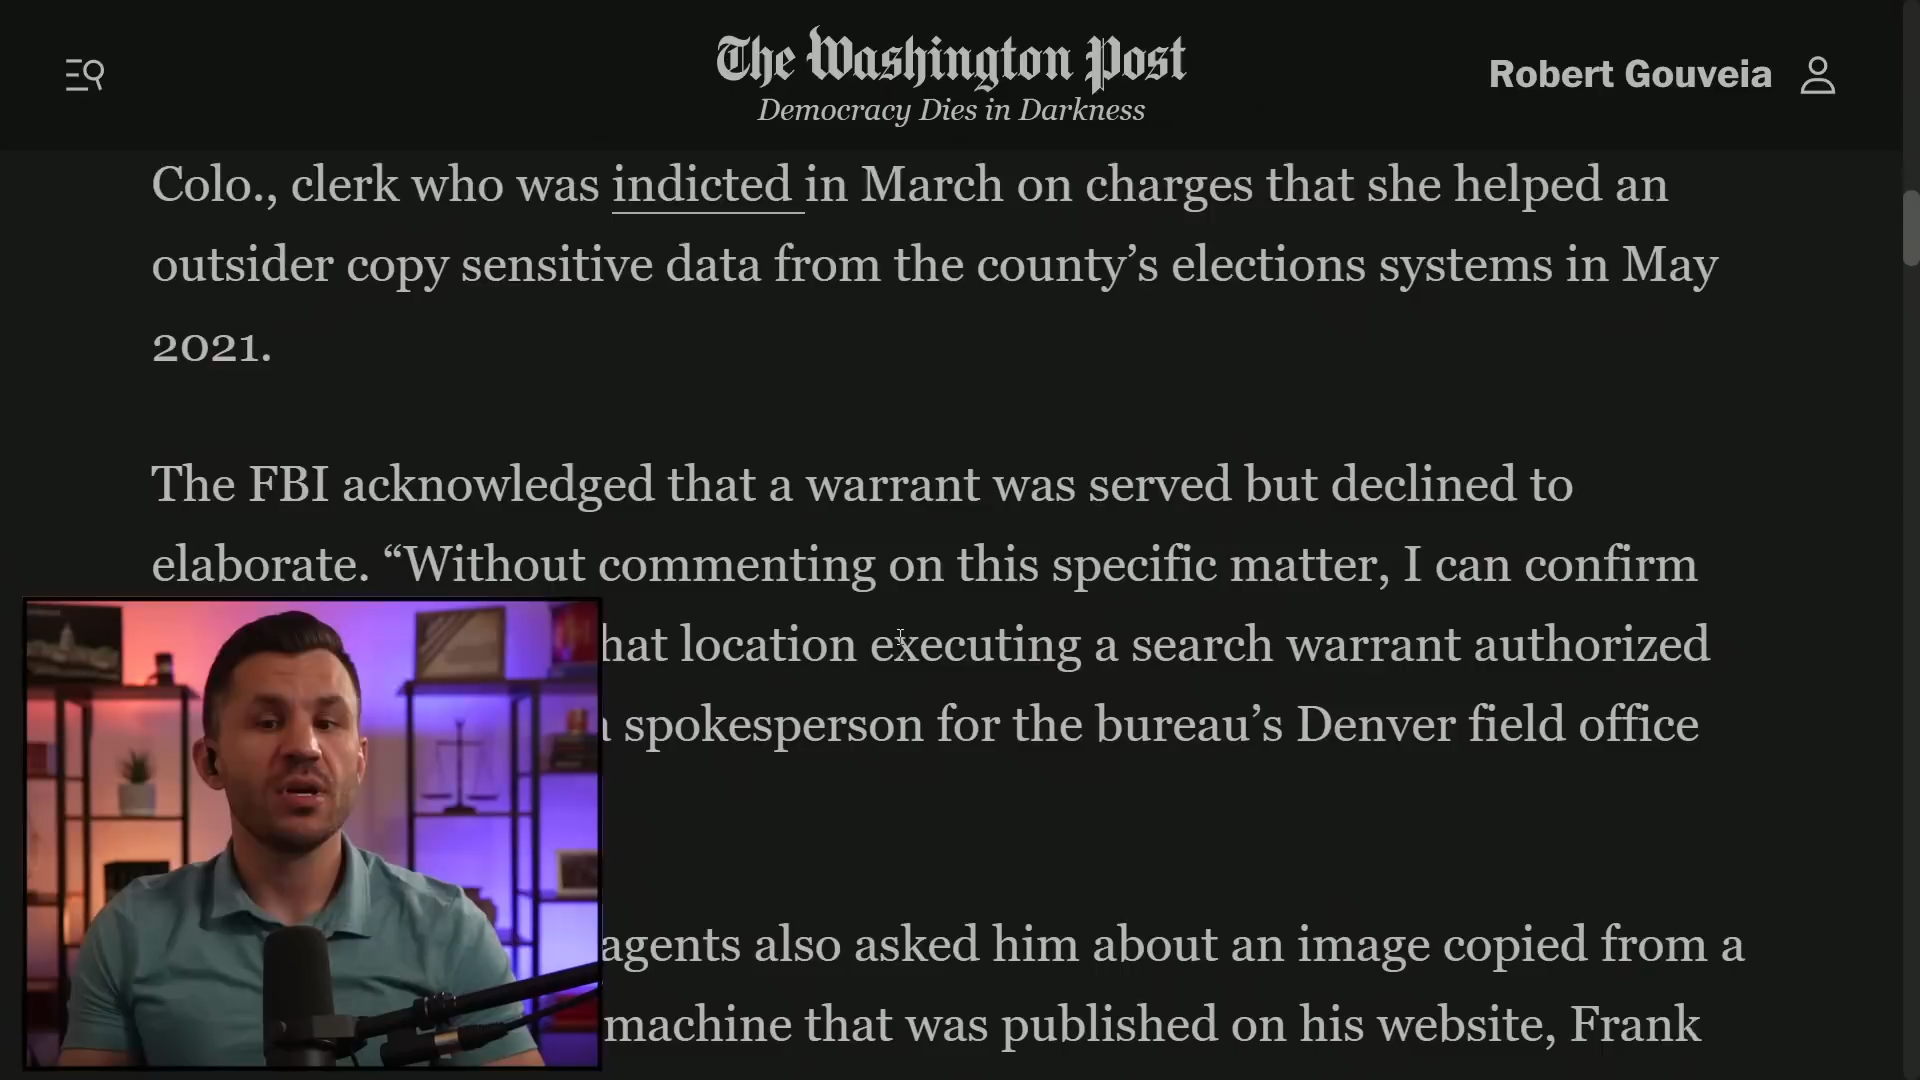 The Washington Post
Democracy Dies in Darkness
Robert Gouveia
Colo., clerk who was indicted in March on charges that she helped an
outsider copy sensitive data from the county’s elections systems in May
2021.
The FBI acknowledged that a warrant was served but declined to
elaborate. “Without commenting on this specific matter, I can confirm
location executing a search warrant authorized
spokesperson for the bureau’s Denver field office
agents also asked him about an image copied from a
machine that was published on his website, Frank